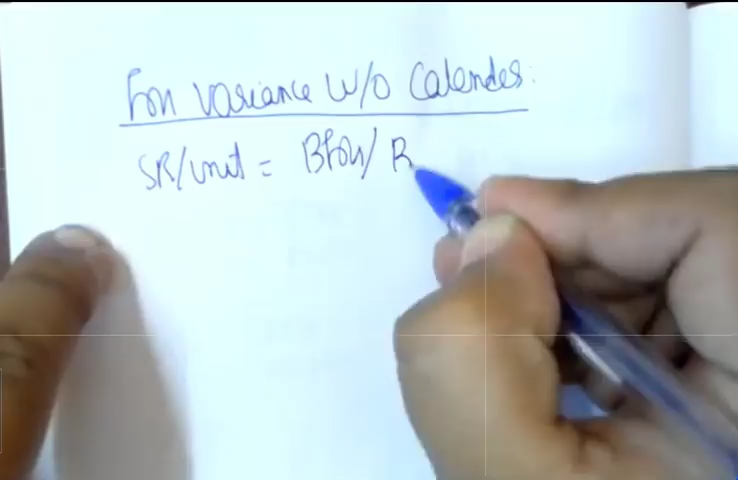 For Variance W/O Calendes:
SR/unit = BFOH/ B